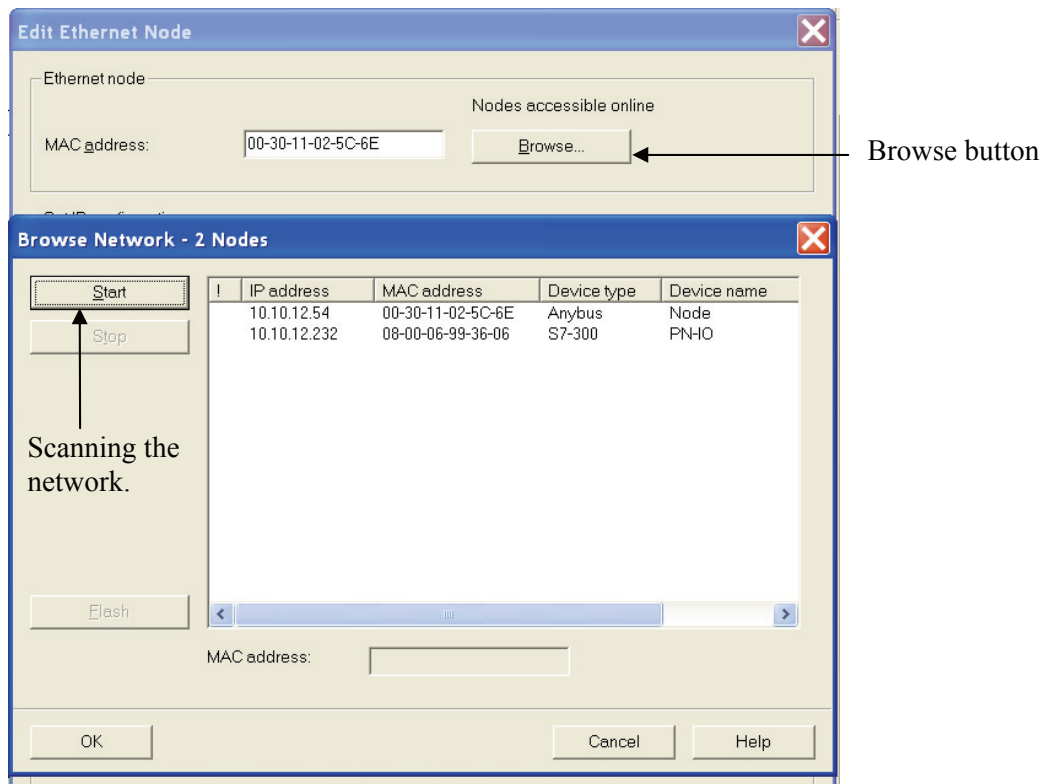 Edit Ethernet Node
Ethernet node
Nodes accessible online
MAC address:
00-30-11-02-5C-6E
Browse...
Browse button
Browse Network - 2 Nodes
Start
Stop
! IP address MAC address Device type Device name
10.10.12.54 00-30-11-02-5C-6E Anybus Node
10.10.12.232 08-00-06-99-36-06 S7-300 PN-IO
Scanning the
network.
Flash
MAC address:
OK
Cancel
Help